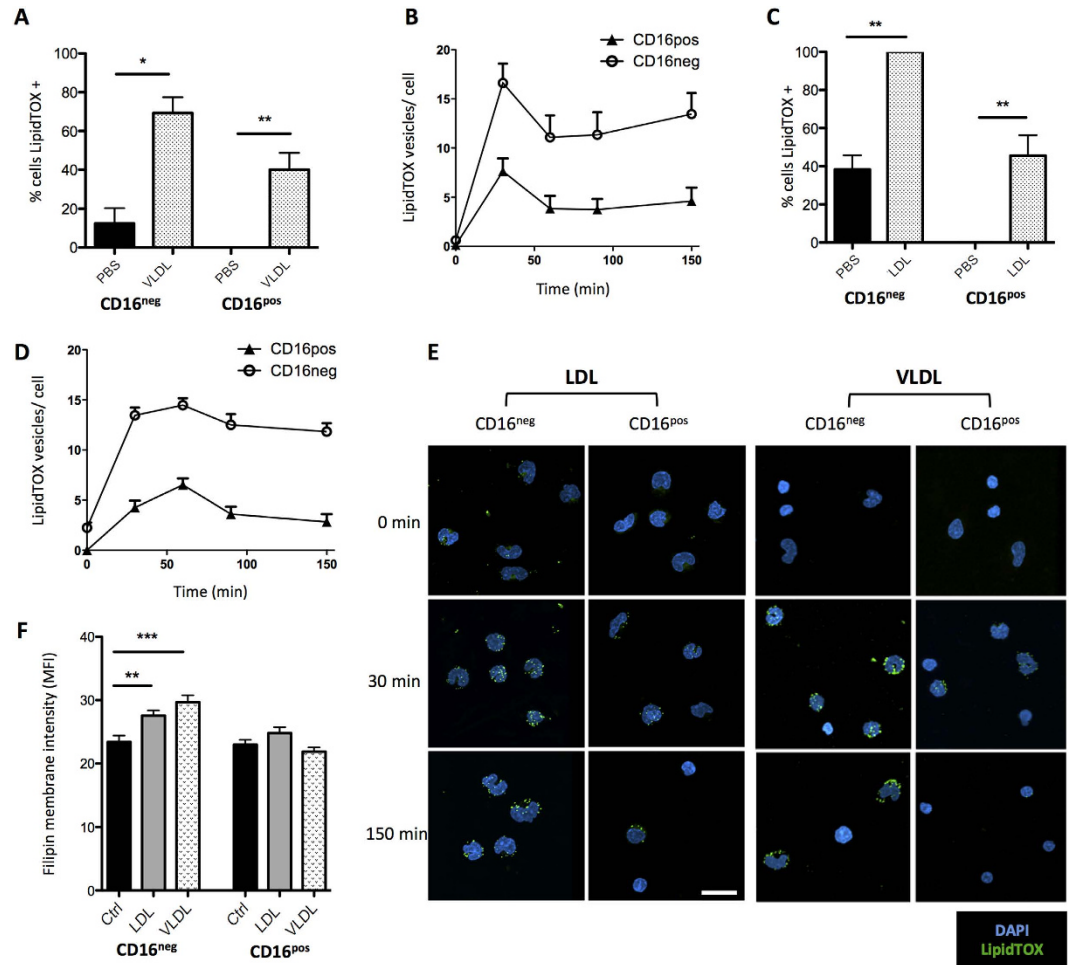 A
% cells LipidTOX +
100
80
60
40
20
0
*
**
PBS
VLDL
PBS
VLDL
CD16neg
CD16pos
B
CD16pos
CD16neg
LipidTOX vesicles/ cell
20
15
10
5
0
0
50
100
150
Time (min)
C
% cells LipidTOX +
100
80
60
40
20
0
**
**
PBS
LDL
PBS
LDL
CD16neg
CD16pos
D
CD16pos
CD16neg
LipidTOX vesicles/ cell
20
15
10
5
0
0
50
100
150
Time (min)
E
LDL
VLDL
CD16neg
CD16pos
CD16neg
CD16pos
0 min
30 min
150 min
DAPI
LipidTOX
F
Filipin membrane intensity (MFI)
40
30
20
10
0
***
**
Ctrl
LDL
VLDL
Ctrl
LDL
VLDL
CD16neg
CD16pos